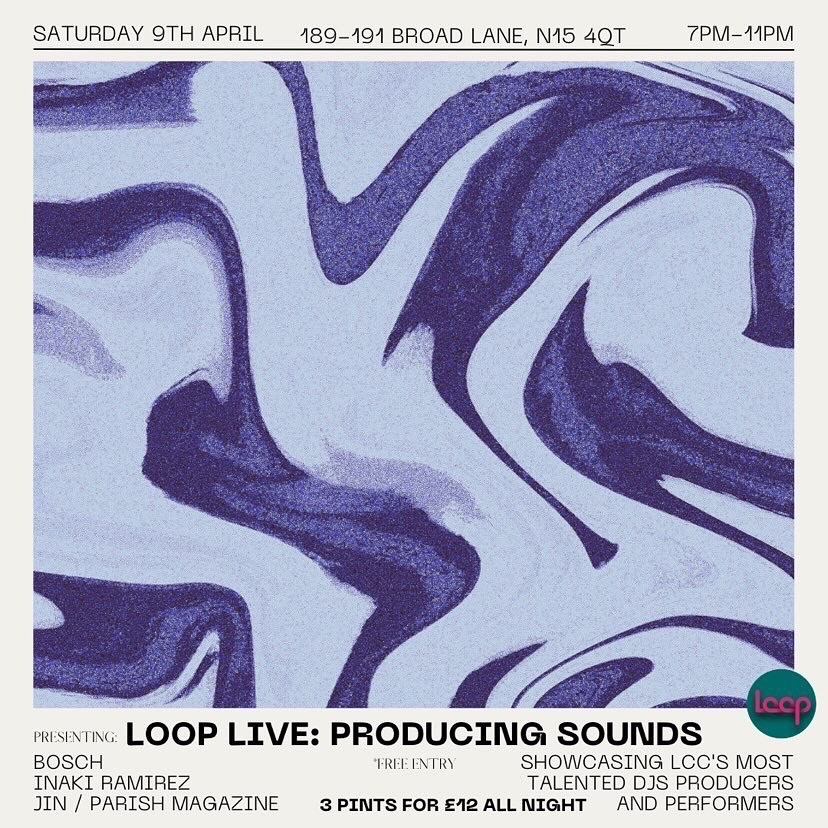 SATURDAY 9TH APRIL 189-191 BROAD LANE, N15 4QT 7PM-11PM
loop
PRESENTING: LOOP LIVE: PRODUCING SOUNDS
BOSCH
INAKI RAMIREZ
JIN / PARISH MAGAZINE
*FREE ENTRY
3 PINTS FOR £12 ALL NIGHT
SHOWCASING LCC'S MOST
TALENTED DJS PRODUCERS
AND PERFORMERS